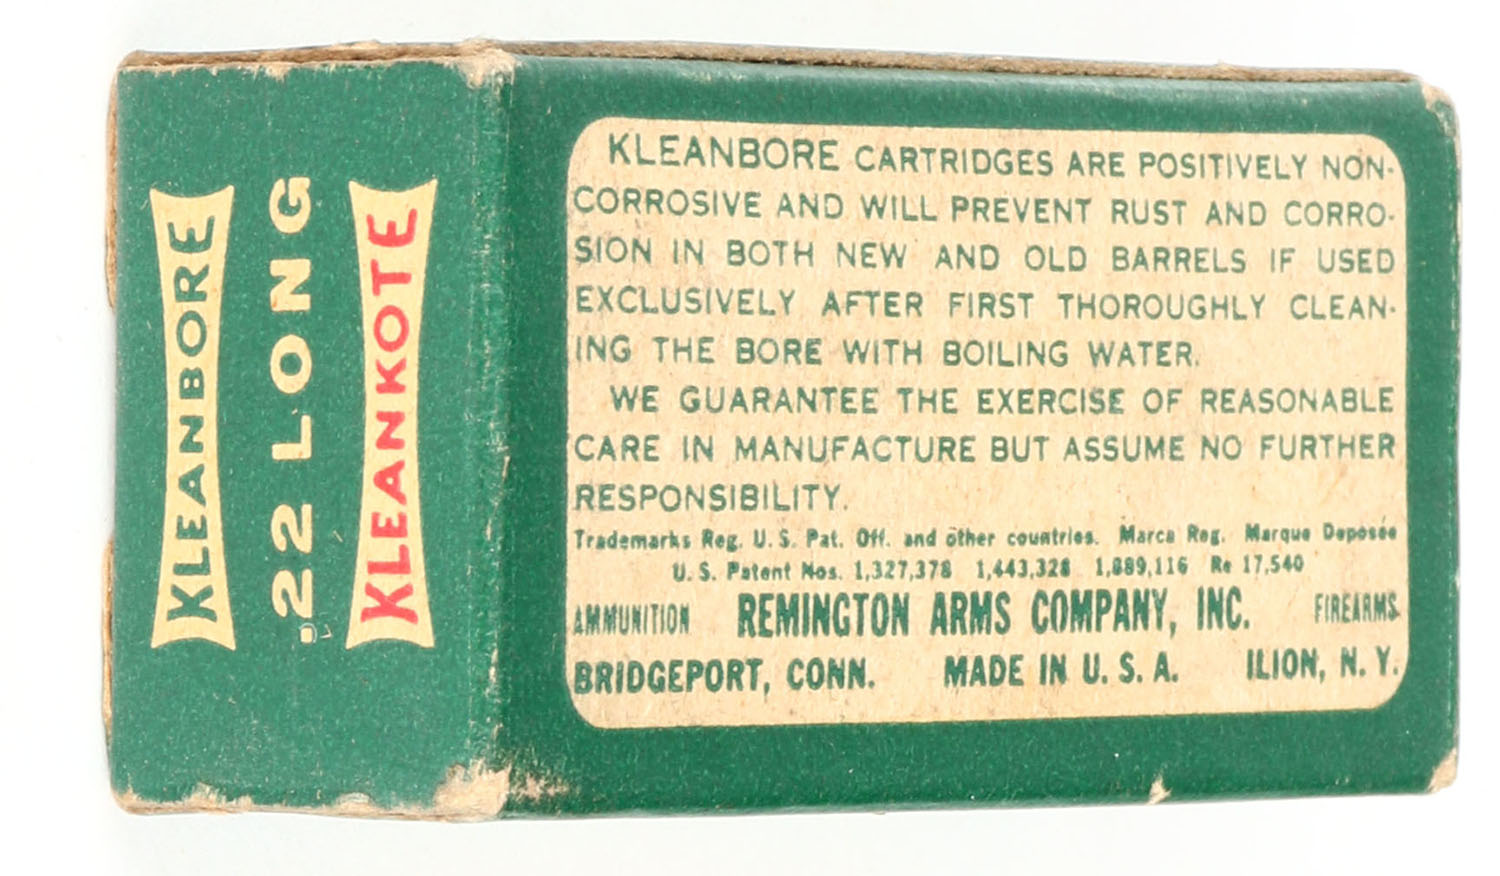 KLEANBORE
.22 LONG
KLEANKOTE
KLEANBORE CARTRIDGES ARE POSITIVELY NON-
CORROSIVE AND WILL PREVENT RUST AND CORRO-
SION IN BOTH NEW AND OLD BARRELS IF USED
EXCLUSIVELY AFTER FIRST THOROUGHLY CLEAN-
ING THE BORE WITH BOILING WATER.
WE GUARANTEE THE EXERCISE OF REASONABLE
CARE IN MANUFACTURE BUT ASSUME NO FURTHER
RESPONSIBILITY.
Trademarks Reg. U. S. Pat. Off. and other countries. Marca Reg. Marque Deposée
U. S. Patent Nos. 1,327,378 1,443,328 1,889,116 Re 17,540
AMMUNITION REMINGTON ARMS COMPANY, INC. FIREARMS
BRIDGEPORT, CONN. MADE IN U. S. A. ILION, N. Y.